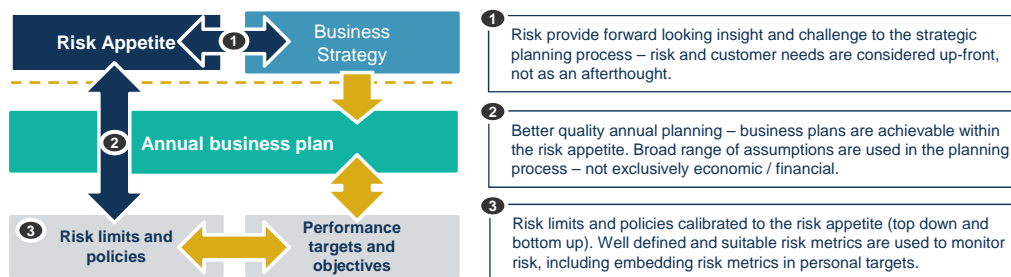 Risk Appetite
1
Business
Strategy
2
Annual business plan
3
Risk limits and
policies
Performance
targets and
objectives
1
Risk provide forward looking insight and challenge to the strategic
planning process – risk and customer needs are considered up-front,
not as an afterthought.
2
Better quality annual planning – business plans are achievable within
the risk appetite. Broad range of assumptions are used in the planning
process – not exclusively economic / financial.
3
Risk limits and policies calibrated to the risk appetite (top down and
bottom up). Well defined and suitable risk metrics are used to monitor
risk, including embedding risk metrics in personal targets.